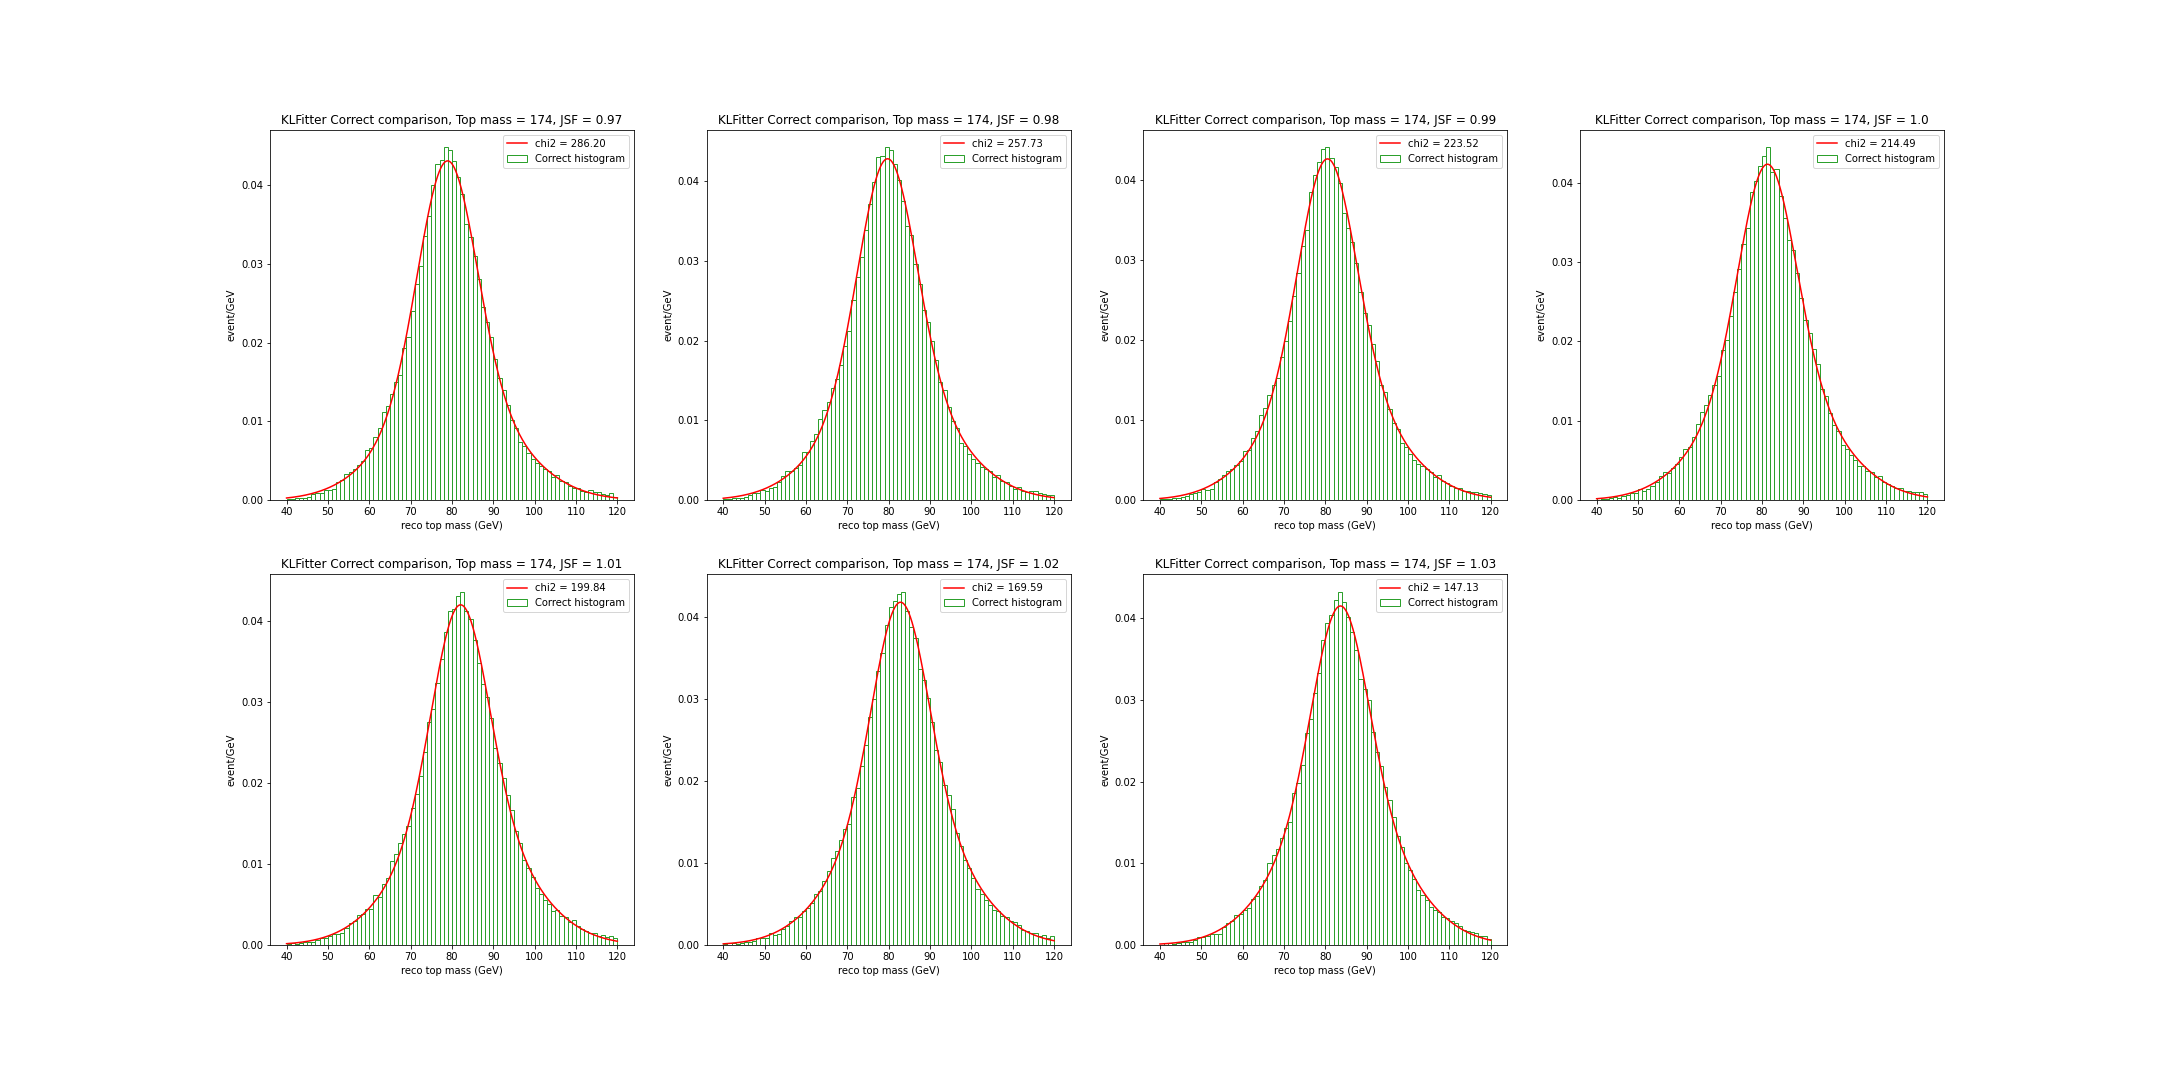 KLFitter Correct comparison, Top mass = 174, JSF = 0.97
chi2 = 286.20
Correct histogram
event/GeV
0.04
0.03
0.02
0.01
0.00
40 50 60 70 80 90 100 110 120
reco top mass (GeV)
KLFitter Correct comparison, Top mass = 174, JSF = 0.98
chi2 = 257.73
Correct histogram
event/GeV
0.04
0.03
0.02
0.01
0.00
40 50 60 70 80 90 100 110 120
reco top mass (GeV)
KLFitter Correct comparison, Top mass = 174, JSF = 0.99
chi2 = 223.52
Correct histogram
event/GeV
0.04
0.03
0.02
0.01
0.00
40 50 60 70 80 90 100 110 120
reco top mass (GeV)
KLFitter Correct comparison, Top mass = 174, JSF = 1.0
chi2 = 214.49
Correct histogram
event/GeV
0.04
0.03
0.02
0.01
0.00
40 50 60 70 80 90 100 110 120
reco top mass (GeV)
KLFitter Correct comparison, Top mass = 174, JSF = 1.01
chi2 = 199.84
Correct histogram
event/GeV
0.04
0.03
0.02
0.01
0.00
40 50 60 70 80 90 100 110 120
reco top mass (GeV)
KLFitter Correct comparison, Top mass = 174, JSF = 1.02
chi2 = 169.59
Correct histogram
event/GeV
0.04
0.03
0.02
0.01
0.00
40 50 60 70 80 90 100 110 120
reco top mass (GeV)
KLFitter Correct comparison, Top mass = 174, JSF = 1.03
chi2 = 147.13
Correct histogram
event/GeV
0.04
0.03
0.02
0.01
0.00
40 50 60 70 80 90 100 110 120
reco top mass (GeV)